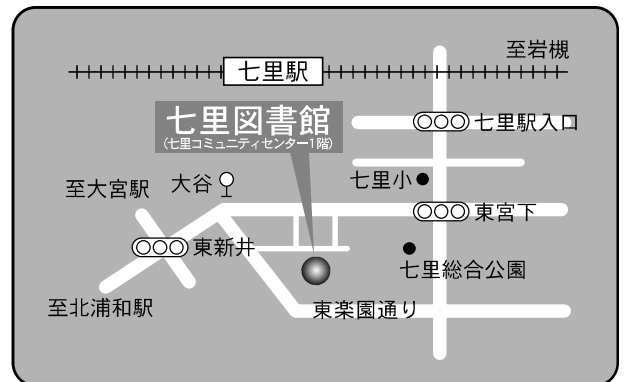 至岩槻
七里駅
七里駅入口
七里図書館
(七里コミュニティセンター1階)
七里小
大谷
至大宮駅
東宮下
東新井
七里総合公園
至北浦和駅
東楽園通り